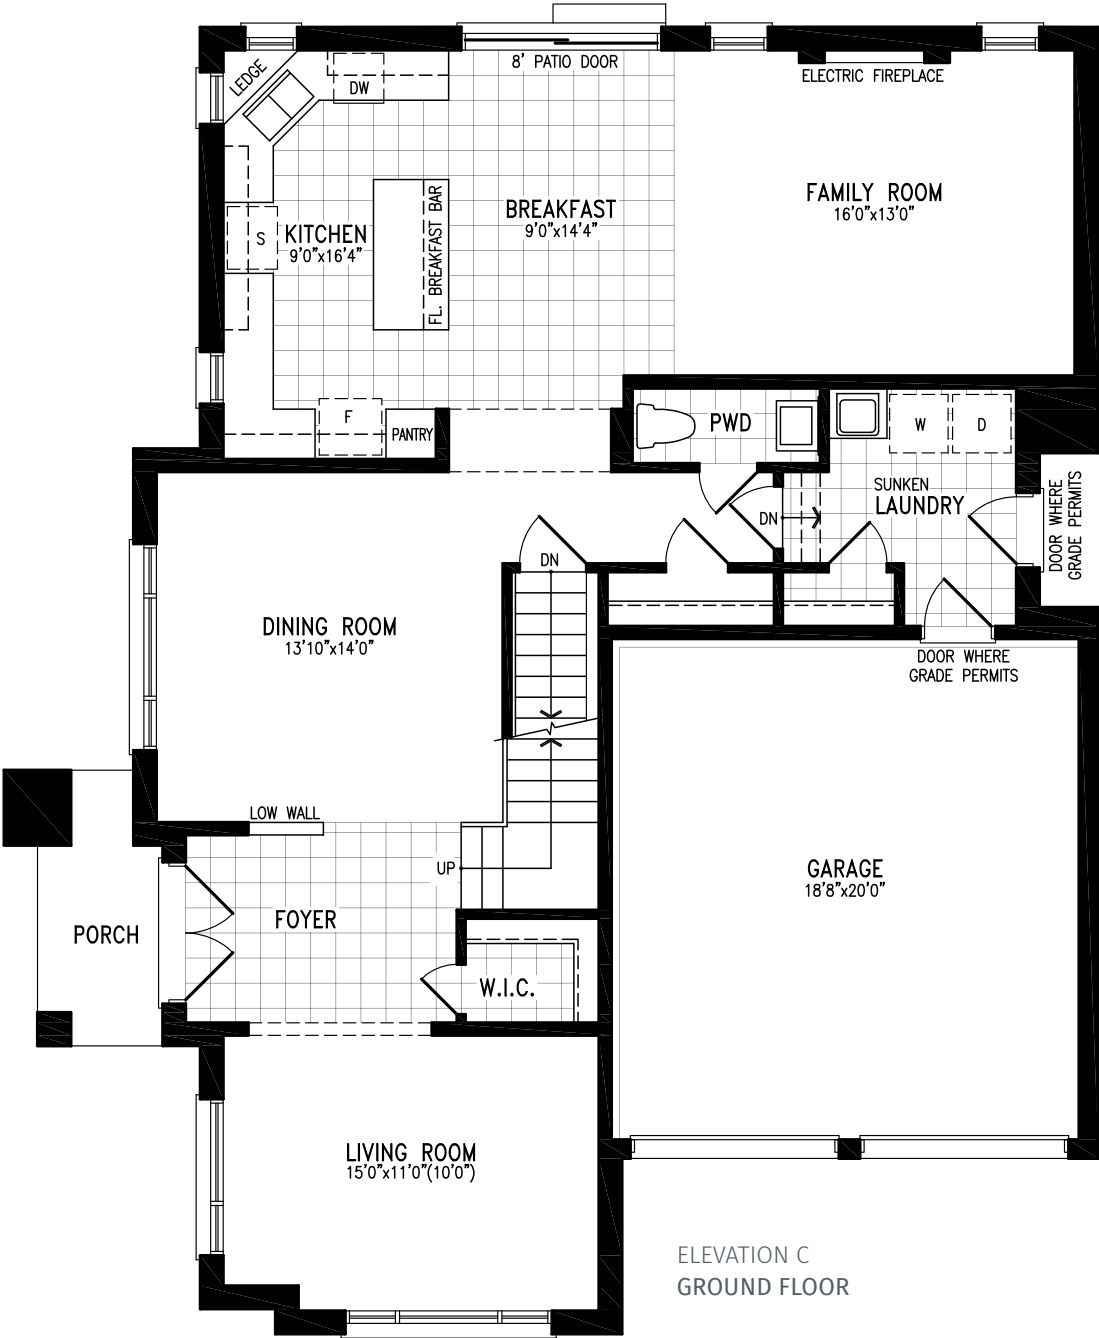 8' PATIO DOOR
LEDGE
DW
ELECTRIC FIREPLACE
FAMILY ROOM
16'0"x13'0"
BREAKFAST
9'0"x14'4"
KITCHEN
9'0"x16'4"
S
FL. BREAKFAST BAR
F
PANTRY
PWD
W
D
SUNKEN
LAUNDRY
DN
DOOR WHERE
GRADE PERMITS
DN
DINING ROOM
13'10"x14'0"
DOOR WHERE
GRADE PERMITS
LOW WALL
UP
GARAGE
18'8"x20'0"
FOYER
PORCH
W.I.C.
LIVING ROOM
15'0"x11'0"(10'0")
ELEVATION C
GROUND FLOOR